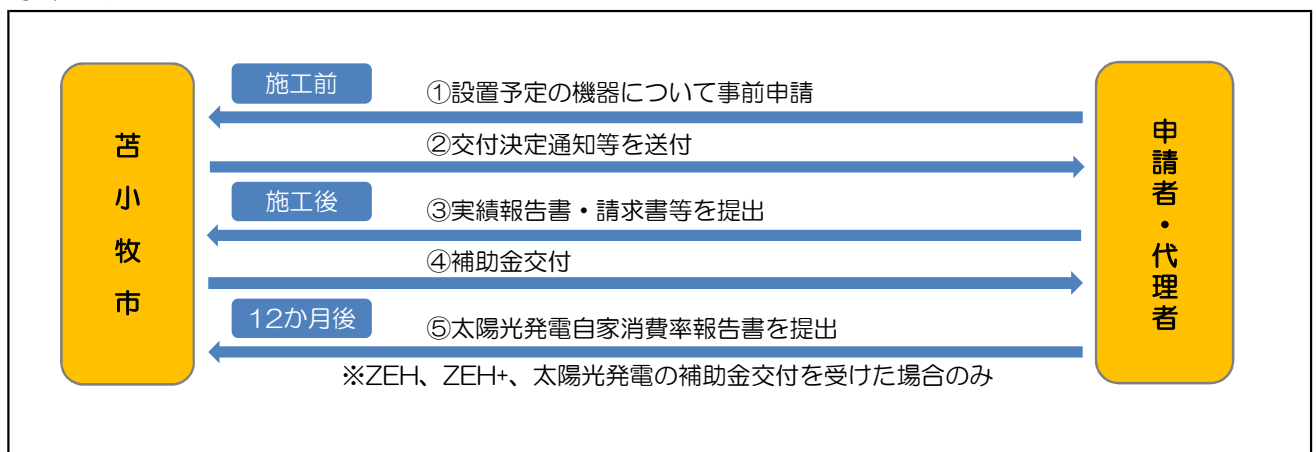 苫小牧市
施工前
①設置予定の機器について事前申請
②交付決定通知等を送付
施工後
③実績報告書・請求書等を提出
④補助金交付
12か月後
⑤太陽光発電自家消費率報告書を提出
※ZEH、ZEH+、太陽光発電の補助金交付を受けた場合のみ
申請者・代理者